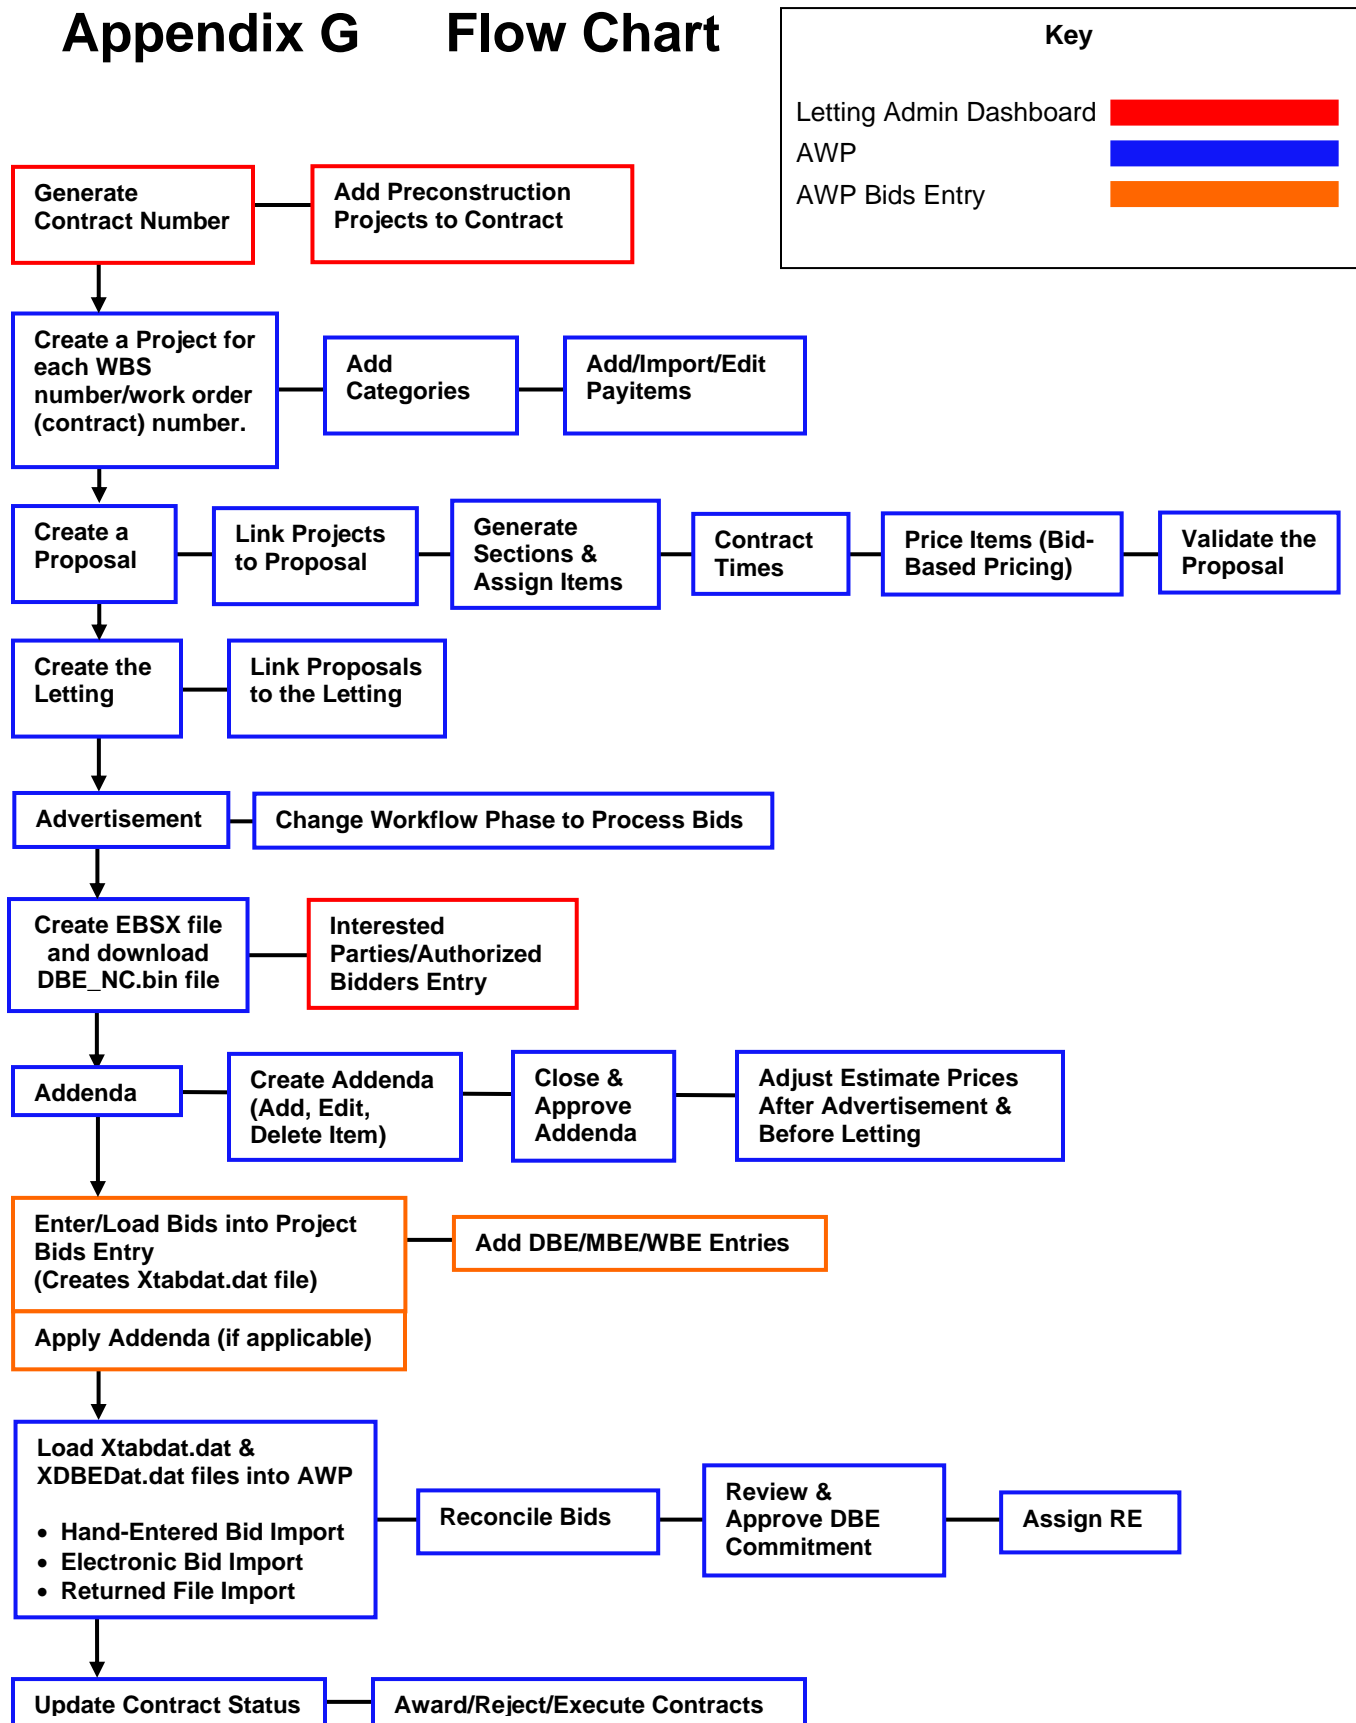 Appendix G Flow Chart
Key
Letting Admin Dashboard
AWP
AWP Bids Entry
Generate
Contract Number
Add Preconstruction
Projects to Contract
Create a Project for
each WBS
number/work order
(contract) number.
Add
Categories
Add/Import/Edit
Payitems
Create a
Proposal
Link Projects
to Proposal
Generate
Sections &
Assign Items
Contract
Times
Price Items (Bid-
Based Pricing)
Validate the
Proposal
Create the
Letting
Link Proposals
to the Letting
Advertisement
Change Workflow Phase to Process Bids
Create EBSX file
and download
DBE_NC.bin file
Interested
Parties/Authorized
Bidders Entry
Addenda
Create Addenda
(Add, Edit,
Delete Item)
Close &
Approve
Addenda
Adjust Estimate Prices
After Advertisement &
Before Letting
Enter/Load Bids into Project
Bids Entry
(Creates Xtabdat.dat file)
Add DBE/MBE/WBE Entries
Apply Addenda (if applicable)
Load Xtabdat.dat &
XDBEDat.dat files into AWP
• Hand-Entered Bid Import
• Electronic Bid Import
• Returned File Import
Reconcile Bids
Review &
Approve DBE
Commitment
Assign RE
Update Contract Status
Award/Reject/Execute Contracts